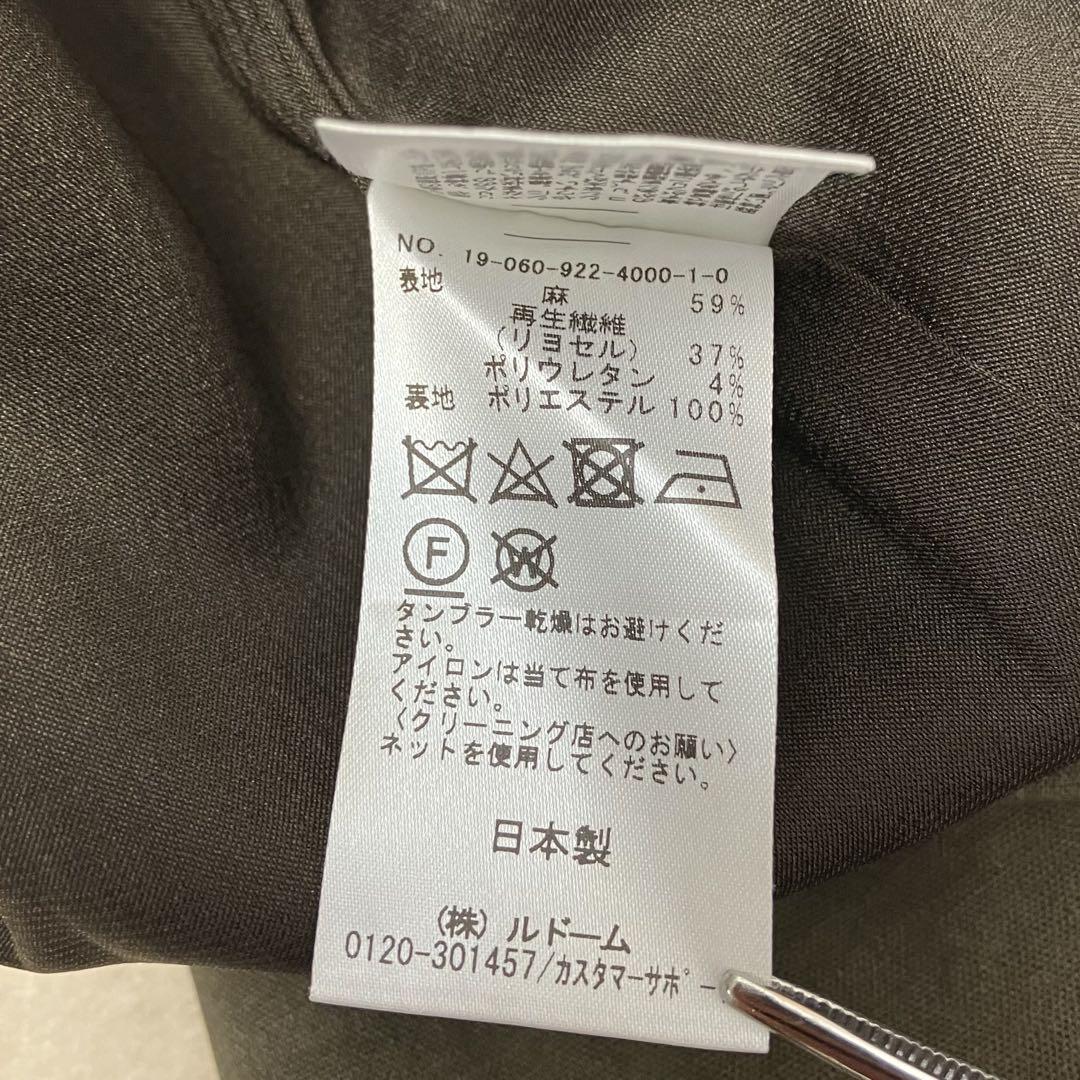 NO. 19-060-922-4000-1-0
表地 麻 59%
再生繊維
(リヨセル) 37%
ポリウレタン 4%
裏地 ポリエステル 100%
F
W
タンブラー乾燥はお避けくだ
さい。
アイロンは当て布を使用して
ください。
〈クリーニング店へのお願い〉
ネットを使用してください。
日本製
(株)ルドーム
0120-301457/カスタマーサポー